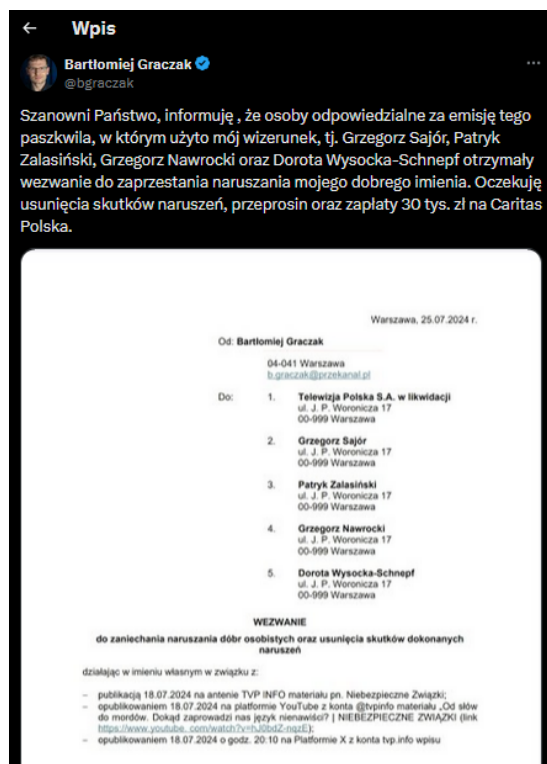 Wpis
Bartłomiej Graczak
@bgraczak
Szanowni Państwo, informuję , że osoby odpowiedzialne za emisję tego
paszkwila, w którym użyto mój wizerunek, tj. Grzegorz Sajór, Patryk
Zalasiński, Grzegorz Nawrocki oraz Dorota Wysocka-Schnepf otrzymały
wezwanie do zaprzestania naruszania mojego dobrego imienia. Oczekuję
usunięcia skutków naruszeń, przeprosin oraz zapłaty 30 tys. zł na Caritas
Polska.
Warszawa, 25.07.2024 r.
Od: Bartłomiej Graczak
04-041 Warszawa
b.graczak@przekanal.pl
Do: 1. Telewizja Polska S.A. w likwidacji
ul. J. P. Woronicza 17
00-999 Warszawa
2. Grzegorz Sajór
ul. J. P. Woronicza 17
00-999 Warszawa
3. Patryk Zalasiński
ul. J. P. Woronicza 17
00-999 Warszawa
4. Grzegorz Nawrocki
ul. J. P. Woronicza 17
00-999 Warszawa
5. Dorota Wysocka-Schnepf
ul. J. P. Woronicza 17
00-999 Warszawa
WEZWANIE
do zaniechania naruszania dóbr osobistych oraz usunięcia skutków dokonanych
naruszeń
działając w imieniu własnym w związku z:
– publikacją 18.07.2024 na antenie TVP INFO materiału pn. Niebezpieczne Związki;
– opublikowaniem 18.07.2024 na platformie YouTube z konta @tvpinfo materiału „Od słów
do mordów. Dokąd zaprowadzi nas język nienawiści? | NIEBEZPIECZNE ZWIĄZKI (link
https://www.youtube. com/watch?v=hJ0bdZ-nqzE);
– opublikowaniem 18.07.2024 o godz. 20:10 na Platformie X z konta tvp.info wpisu